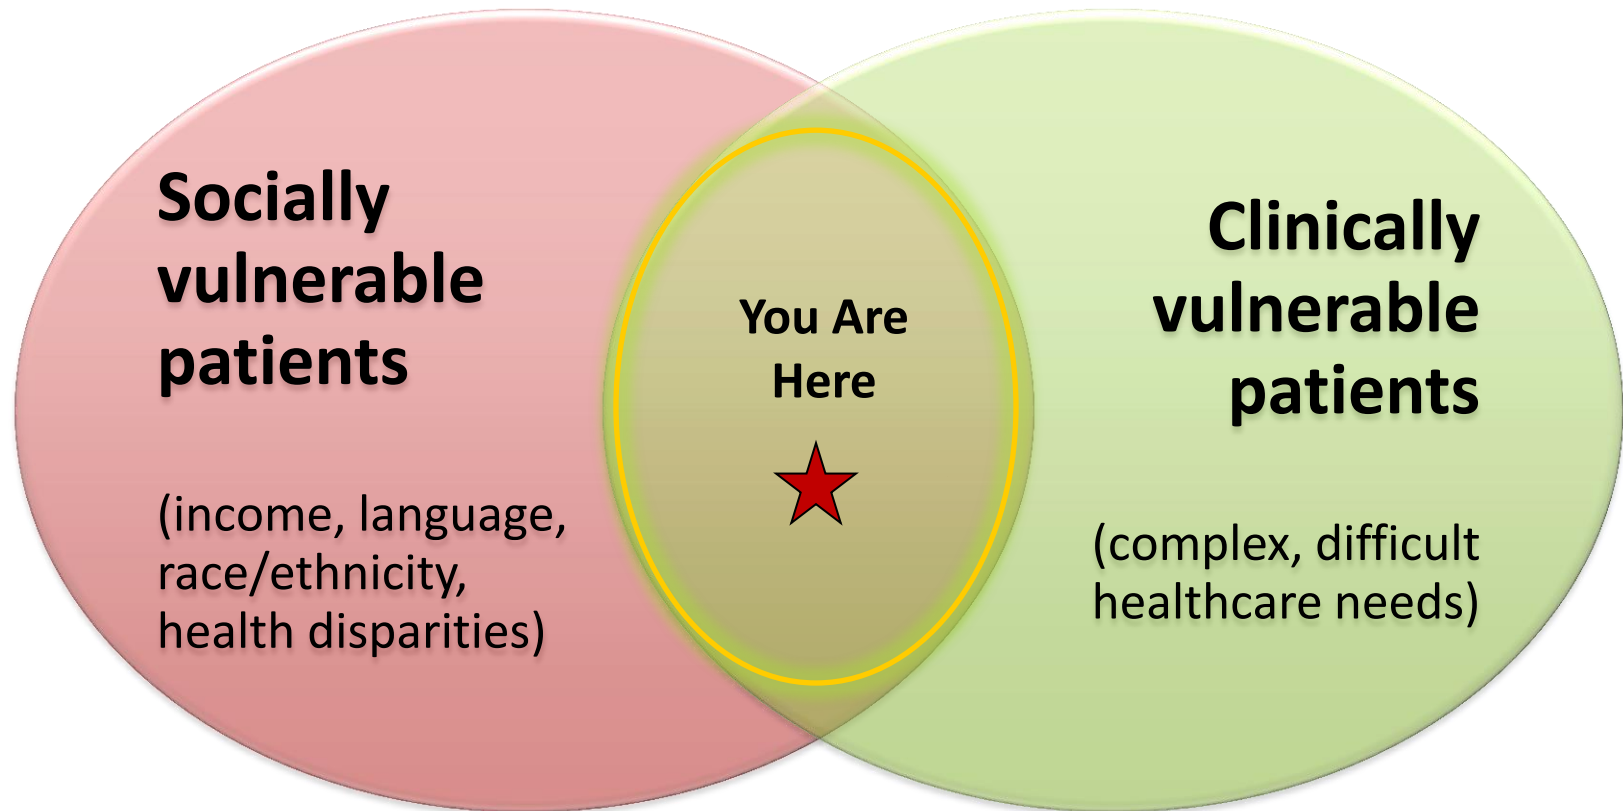 Socially
vulnerable
patients
(income, language,
race/ethnicity,
health disparities)
You Are
Here
Clinically
vulnerable
patients
(complex, difficult
healthcare needs)